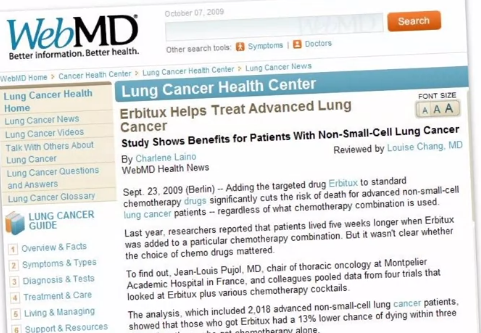 October 07, 2009
WebMD
Better information. Better health.
Search
Other search tools: Symptoms | Doctors
WebMD Home > Cancer Health Center > Lung Cancer Health Center > Lung Cancer News
Lung Cancer Health
Home
Lung Cancer News
Lung Cancer Videos
Talk With Others About
Lung Cancer
Lung Cancer Questions
and Answers
Lung Cancer Glossary
LUNG CANCER
GUIDE
1 Overview & Facts
2 Symptoms & Types
3 Diagnosis & Tests
4 Treatment & Care
5 Living & Managing
6 Support & Resources
Lung Cancer Health Center
FONT SIZE
A A A
Erbitux Helps Treat Advanced Lung
Cancer
Study Shows Benefits for Patients With Non-Small-Cell Lung Cancer
By Charlene Laino
WebMD Health News
Reviewed by Louise Chang, MD
Sept. 23, 2009 (Berlin) -- Adding the targeted drug Erbitux to standard
chemotherapy drugs significantly cuts the risk of death for advanced non-small-cell
lung cancer patients -- regardless of what chemotherapy combination is used.
Last year, researchers reported that patients lived five weeks longer when Erbitux
was added to a particular chemotherapy combination. But it wasn't clear whether
the choice of chemo drugs mattered.
To find out, Jean-Louis Pujol, MD, chair of thoracic oncology at Montpelier
Academic Hospital in France, and colleagues pooled data from four trials that
looked at Erbitux plus various chemotherapy cocktails.
The analysis, which included 2,018 advanced non-small-cell lung cancer patients,
showed that those who got Erbitux had a 13% lower chance of dying within three
got chemotherapy alone.